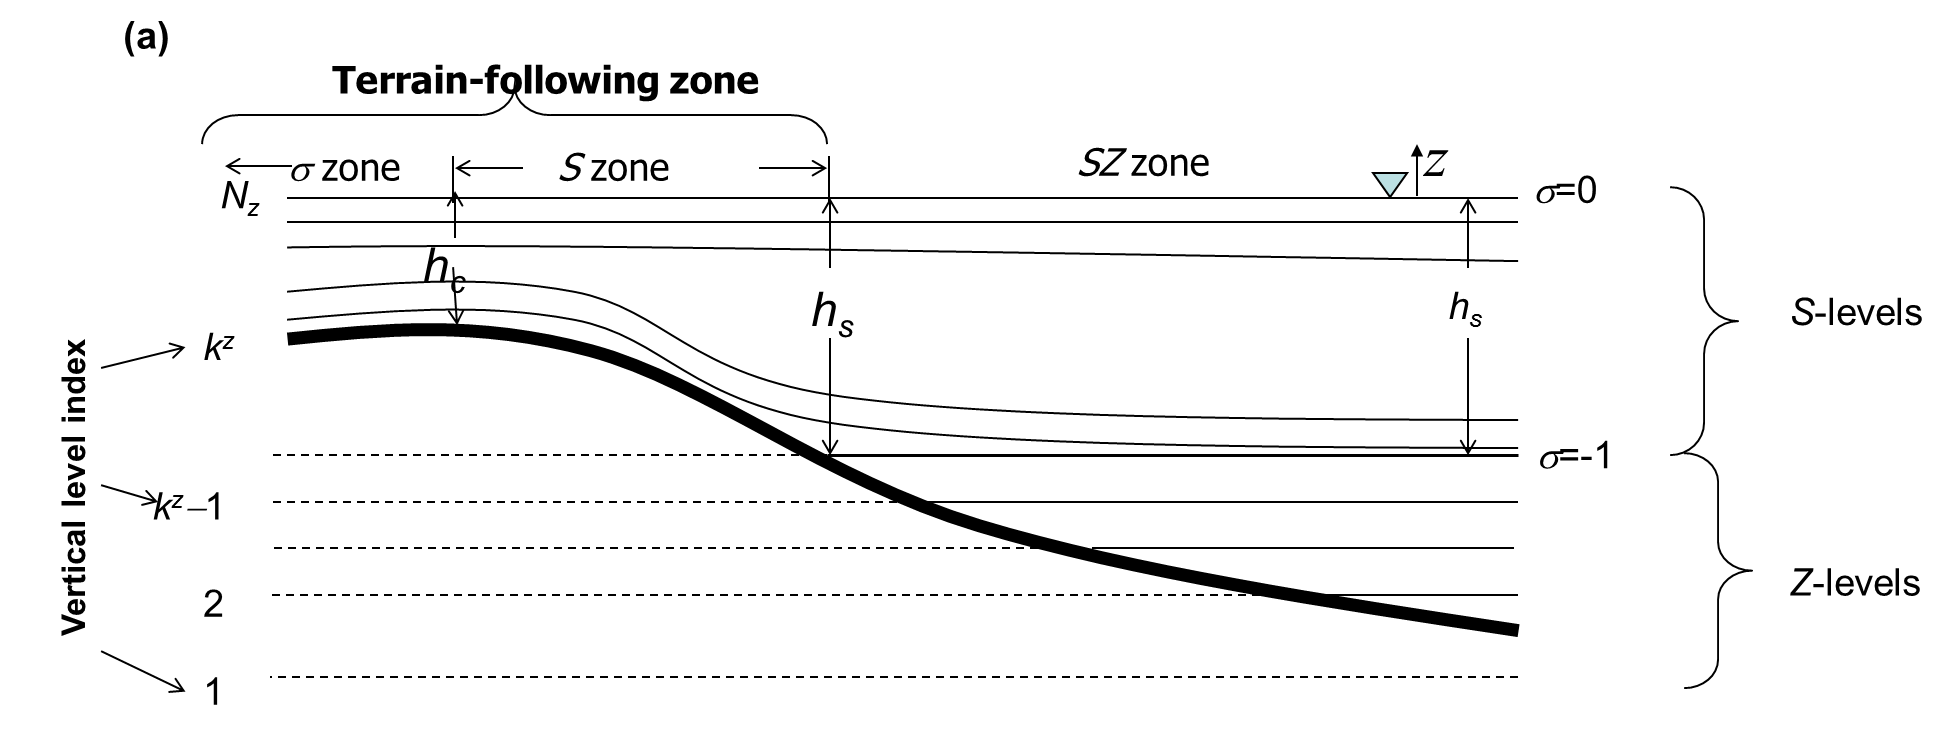 (a)
Terrain-following zone
σ zone
S zone
SZ zone
z
N_z
σ=0
h_c
h_s
h_s
S-levels
k^z
Vertical level index
σ=-1
k^z–1
2
Z-levels
1